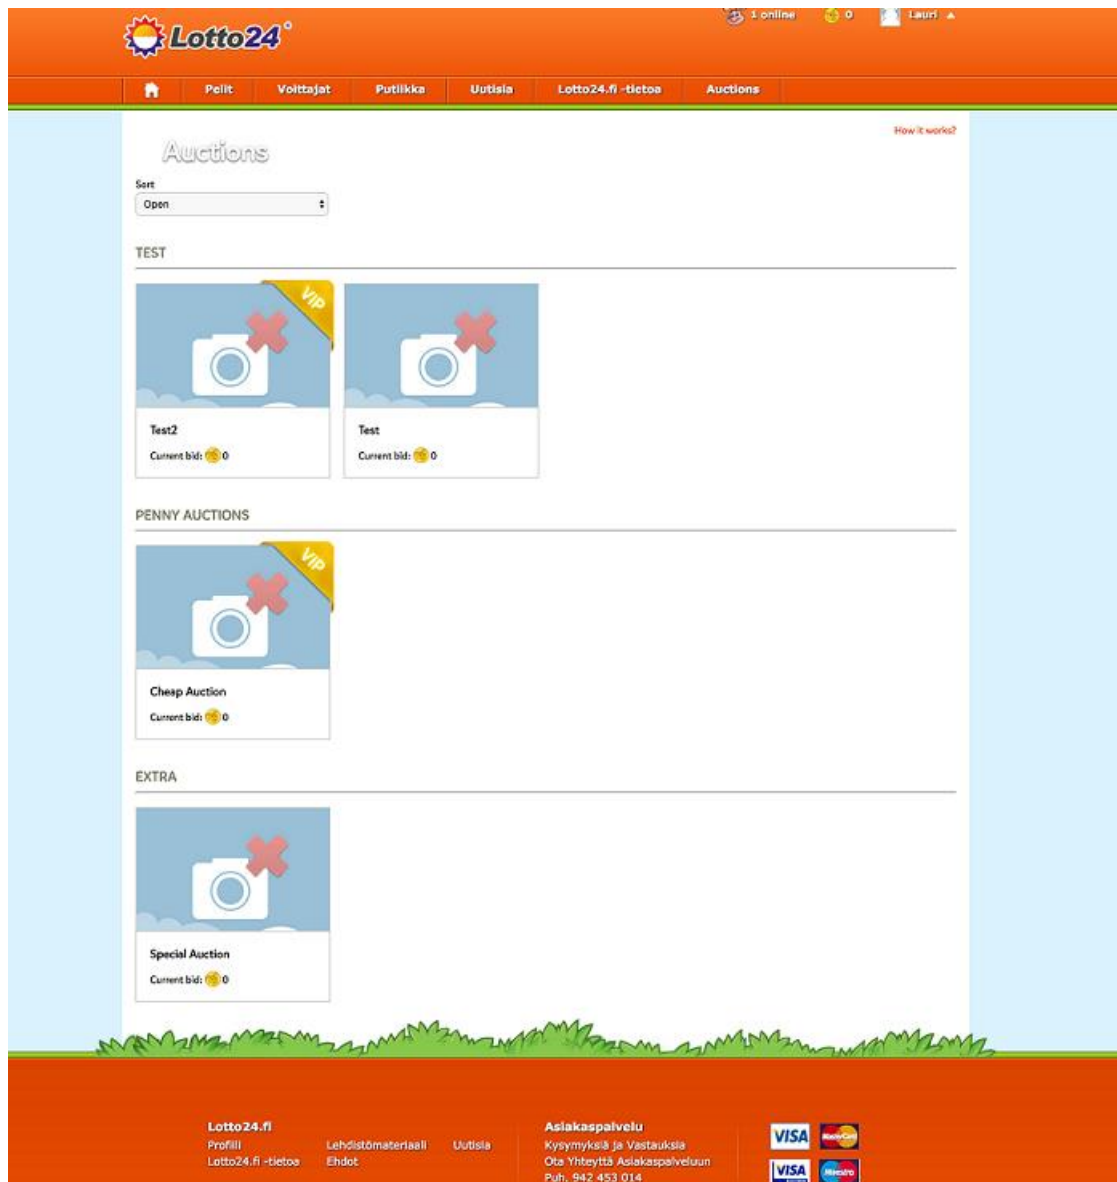 1 online 0 Lauri
Lotto24°
Pelit Voittajat Putiikka Uutisia Lotto24.fi -tietoa Auctions
How it works?
Auctions
Sort
Open
TEST
VIP
Test2
Current bid: 0
Test
Current bid: 0
PENNY AUCTIONS
VIP
Cheap Auction
Current bid: 0
EXTRA
Special Auction
Current bid: 0
Lotto24.fi
Profiili
Lotto24.fi -tietoa
Lehdistömateriaali
Ehdot
Uutisia
Asiakaspalvelu
Kysymyksiä ja Vastauksia
Ota Yhteyttä Asiakaspalveluun
Puh. 942 453 014
VISA
MasterCard
VISA
Maestro